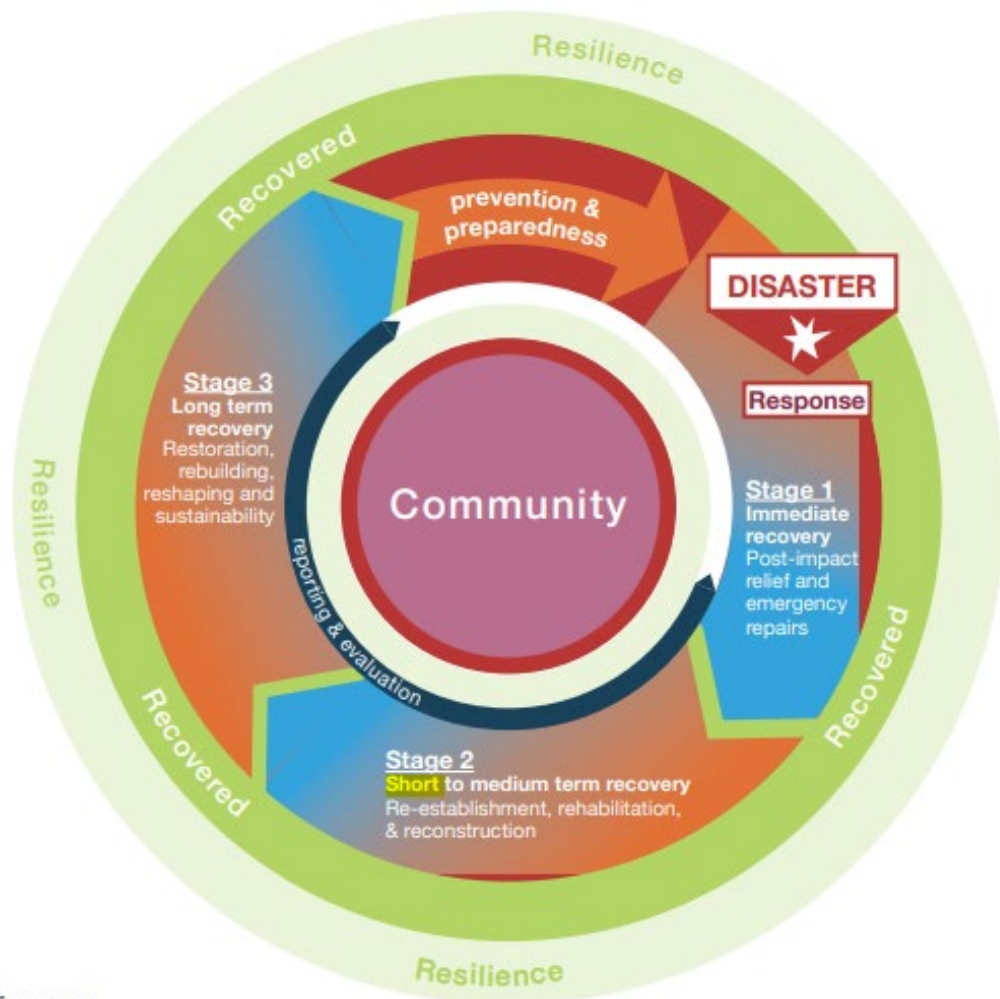 Resilience
Recovered
prevention &
preparedness
DISASTER
Response
Stage 1
Immediate
recovery
Post-impact
relief and
emergency
repairs
Recovered
Stage 2
Short to medium term recovery
Re-establishment, rehabilitation,
& reconstruction
Recovered
Stage 3
Long term
recovery
Restoration,
rebuilding,
reshaping and
sustainability
reporting & evaluation
Community
Resilience
Resilience